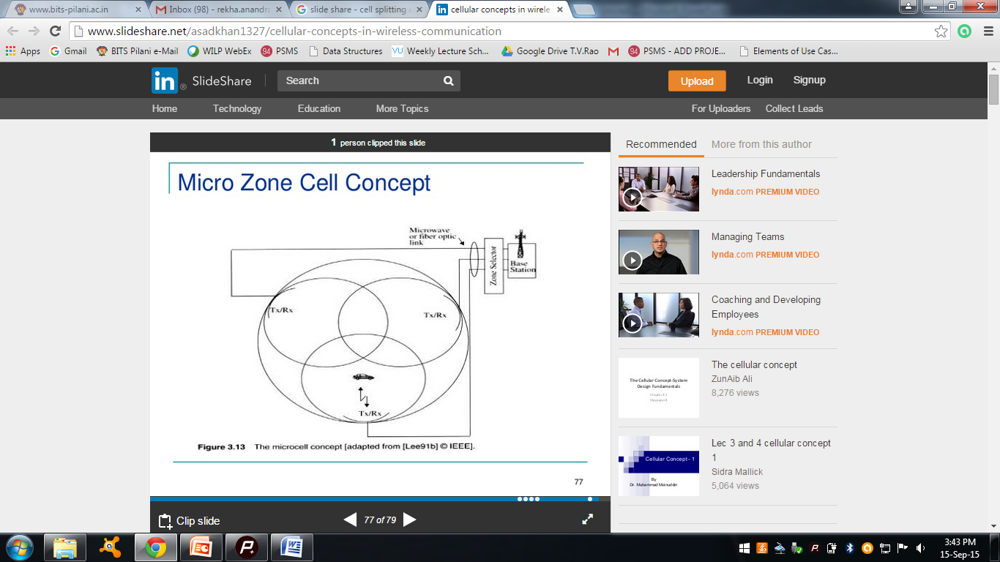 www.bits-pilani.ac.in
Inbox (98) - rekha.anandra
slide share - cell splitting a
cellular concepts in wirele
www.slideshare.net/asadkhan1327/cellular-concepts-in-wireless-communication
Apps Gmail BITS Pilani e-Mail WILP WebEx 94 PSMS Data Structures VU Weekly Lecture Sch... Google Drive T.V.Rao 94 PSMS - ADD PROJE... Elements of Use Cas...
in SlideShare Search Upload Login Signup
Home Technology Education More Topics For Uploaders Collect Leads
1 person clipped this slide
Micro Zone Cell Concept
Microwave
or fiber optic
link
Zone Selector
Base
Station
Tx/Rx
Tx/Rx
Tx/Rx
Figure 3.13 The microcell concept [adapted from [Lee91b] © IEEE].
77
Clip slide
77 of 79
Recommended More from this author
Leadership Fundamentals
lynda.com PREMIUM VIDEO
Managing Teams
lynda.com PREMIUM VIDEO
Coaching and Developing
Employees
lynda.com PREMIUM VIDEO
The Cellular Concept-System
Design Fundamentals
The cellular concept
ZunAib Ali
8,276 views
Cellular Concept - 1
By
Dr. Muhammad Moinuddin
Lec 3 and 4 cellular concept
1
Sidra Mallick
5,064 views
3:43 PM
15-Sep-15